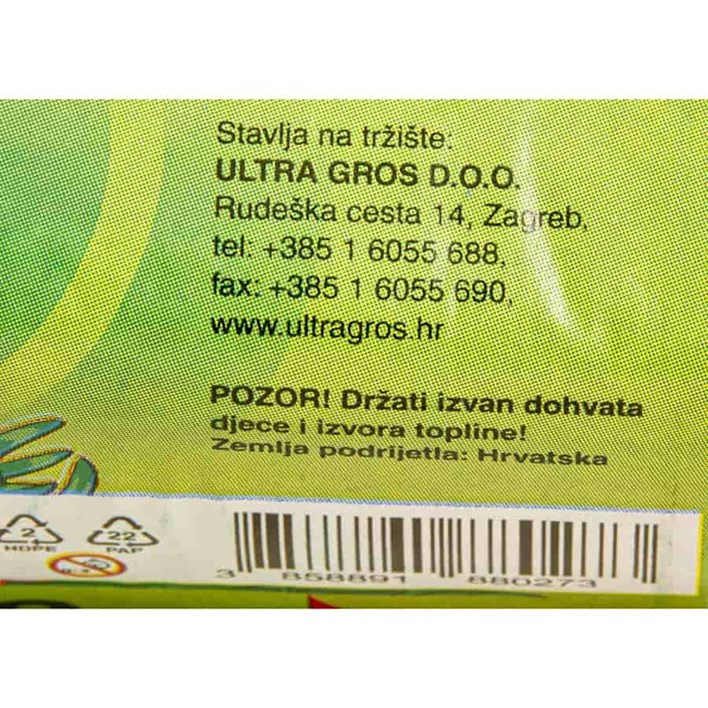 Stavlja na tržište:
ULTRA GROS D.O.O.
Rudeška cesta 14, Zagreb,
tel: +385 1 6055 688,
fax: +385 1 6055 690,
www.ultragros.hr
POZOR! Držati izvan dohvata
djece i izvora topline!
Zemlja podrijetla: Hrvatska
2 22
HDPE PAP
0-3
3 858891 880273